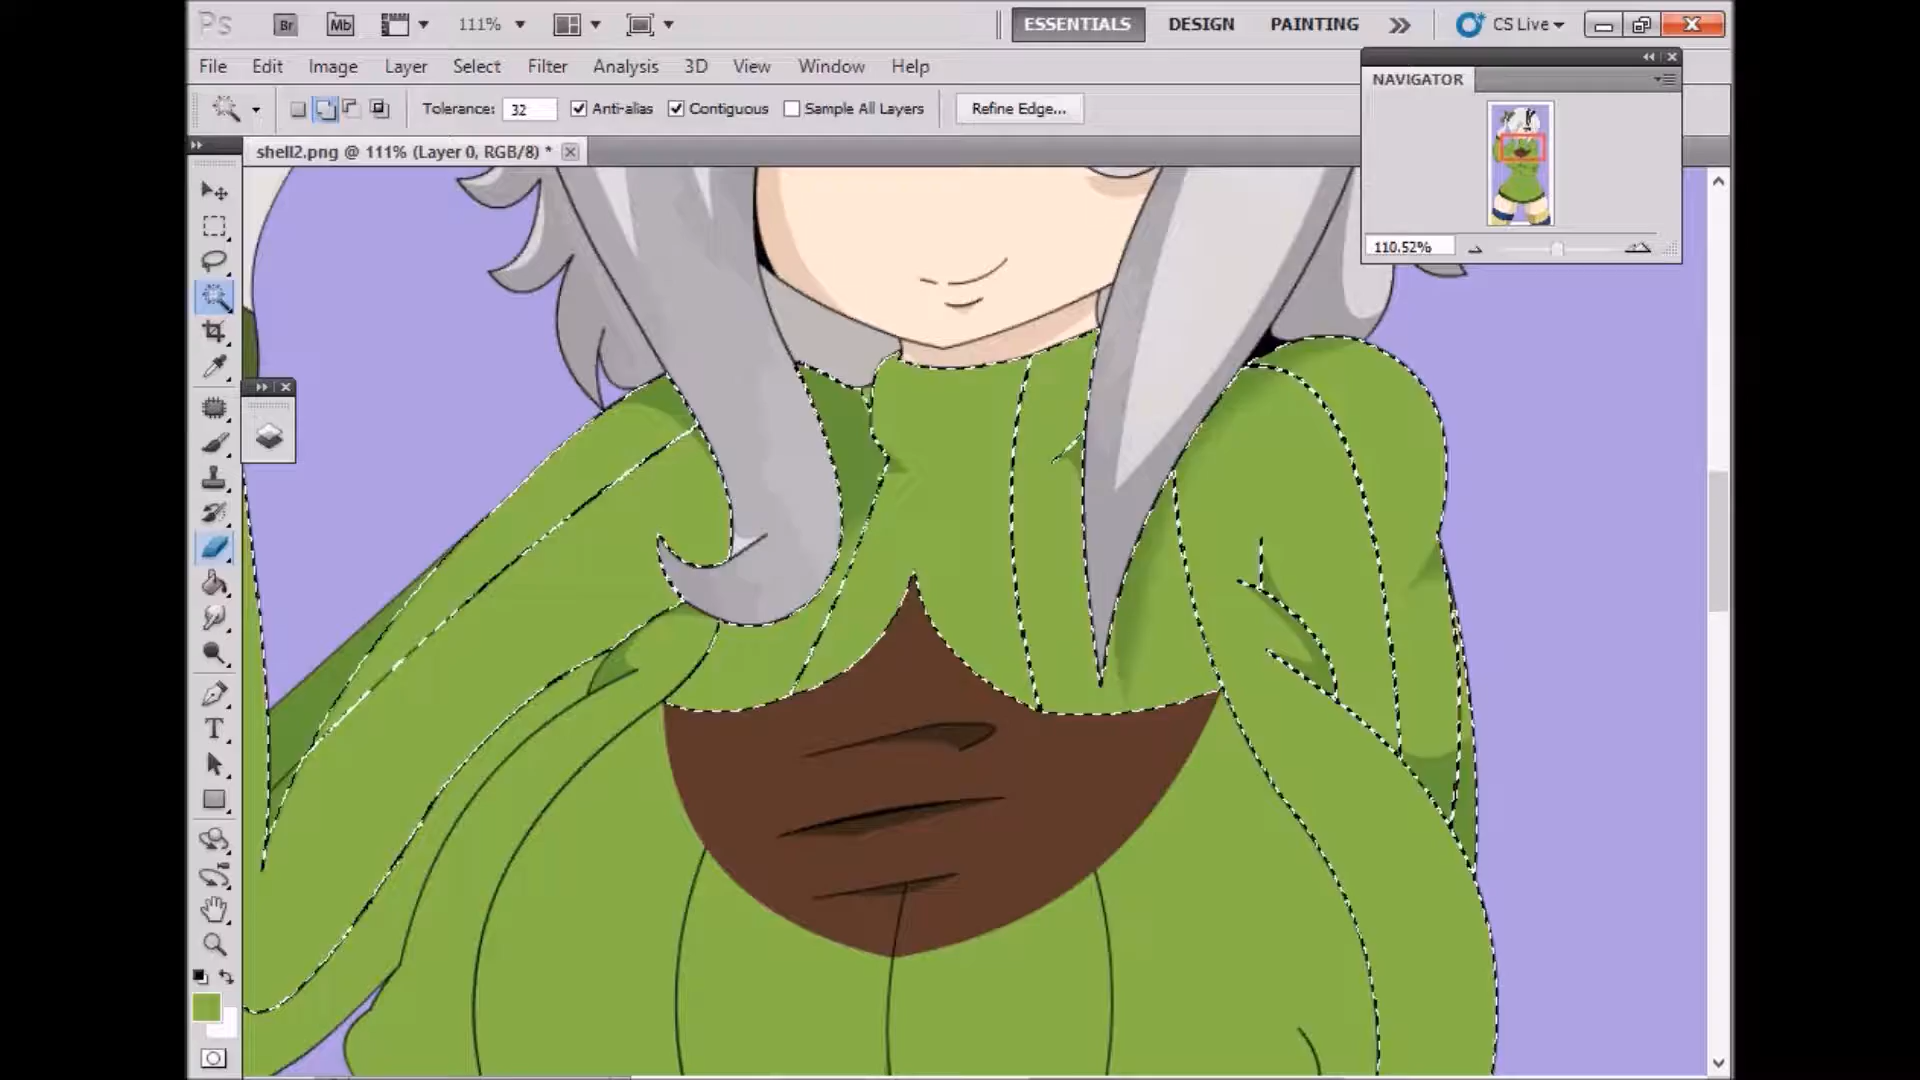 Ps Br Mb 111% ESSENTIALS DESIGN PAINTING CS Live
File Edit Image Layer Select Filter Analysis 3D View Window Help
NAVIGATOR
Tolerance: 32 Anti-alias Contiguous Sample All Layers Refine Edge...
shell2.png @ 111% (Layer 0, RGB/8) *
110.52%
T